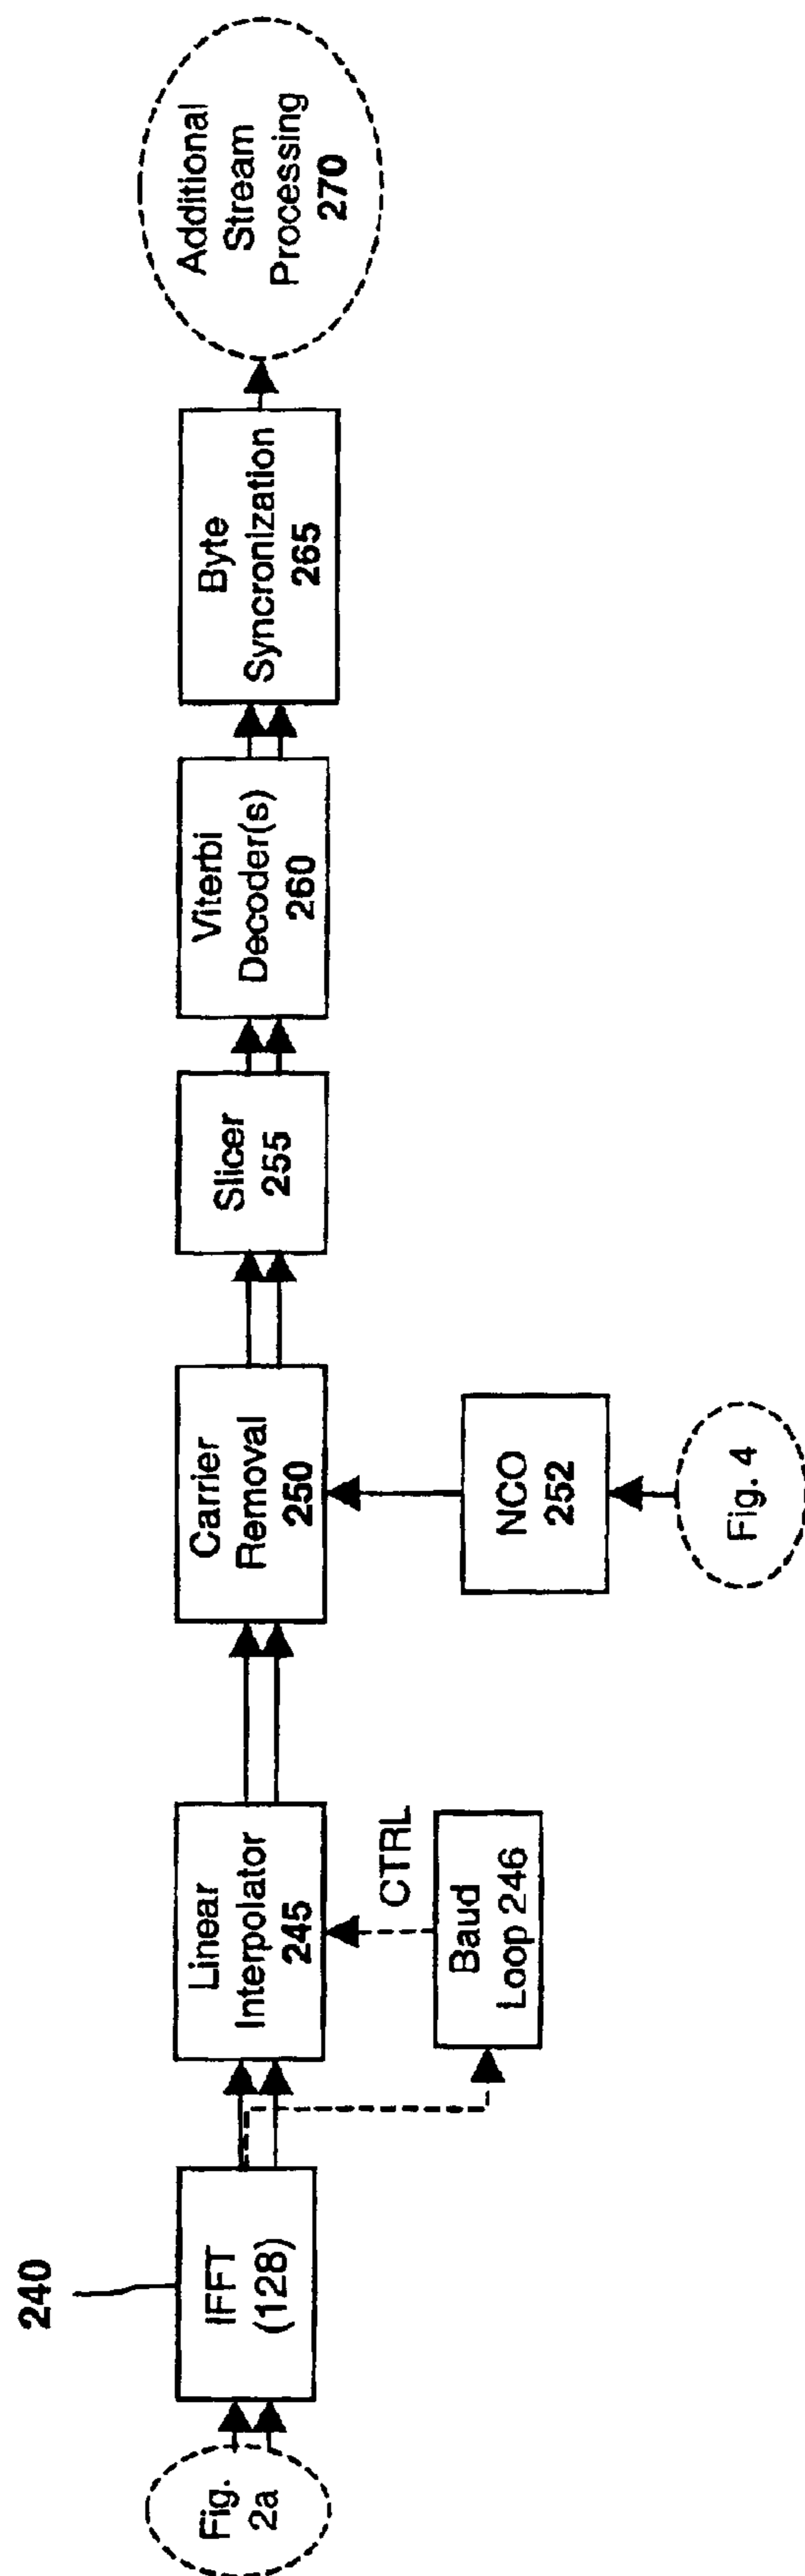 Fig.
2a
240
IFFT
(128)
Linear
Interpolator
245
CTRL
Baud
Loop 246
Carrier
Removal
250
NCO
252
Fig. 4
Slicer
255
Viterbi
Decoder(s)
260
Byte
Syncronization
265
Additional
Stream
Processing
270